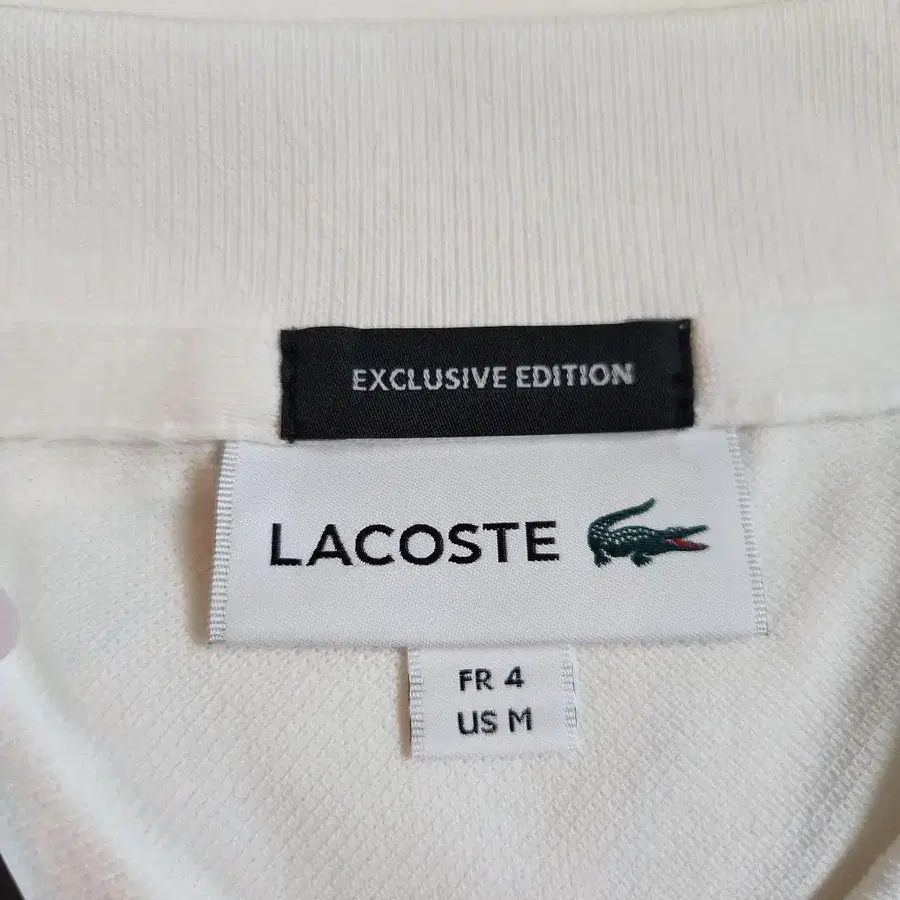 EXCLUSIVE EDITION
LACOSTE
FR 4
US M